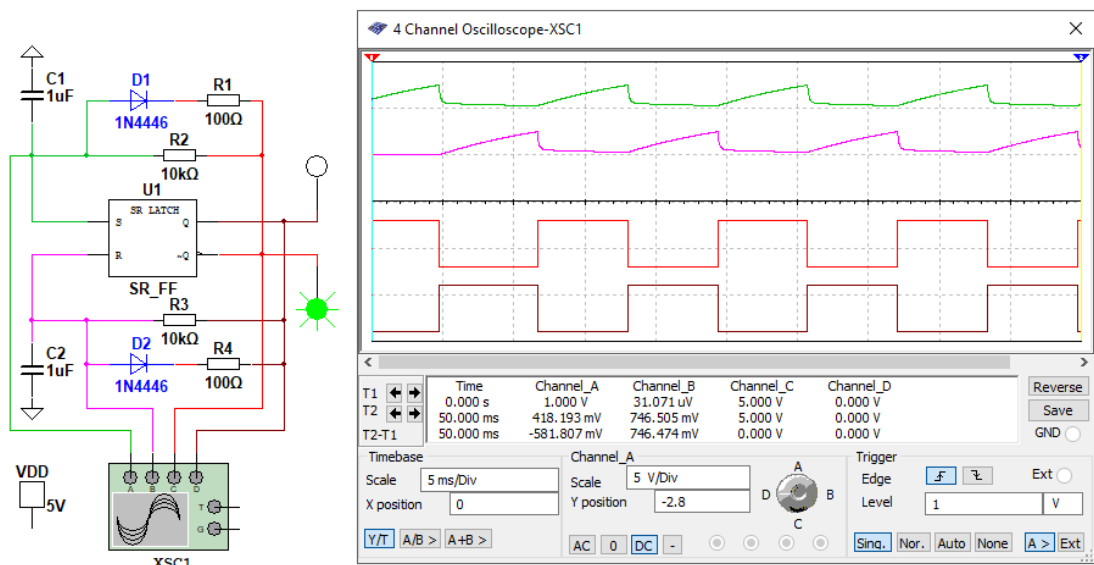 C1
1uF
D1
1N4446
R1
100Ω
R2
10kΩ
U1
SR LATCH
S
Q
R
~Q
SR_FF
R3
10kΩ
D2
1N4446
R4
100Ω
C2
1uF
VDD
5V
A B C D
T
G
XSC1
4 Channel Oscilloscope-XSC1
1
2
T1
T2
T2-T1
Time Channel_A Channel_B Channel_C Channel_D
0.000 s 1.000 V 31.071 uV 5.000 V 0.000 V
50.000 ms 418.193 mV 746.505 mV 5.000 V 0.000 V
50.000 ms -581.807 mV 746.474 mV 0.000 V 0.000 V
Reverse
Save
GND
Timebase
Scale 5 ms/Div
X position 0
Y/T A/B > A+B >
Channel_A
Scale 5 V/Div
Y position -2.8
AC 0 DC -
A
B
C
D
Trigger
Edge
Ext
Level 1 V
Sing. Nor. Auto None A > Ext